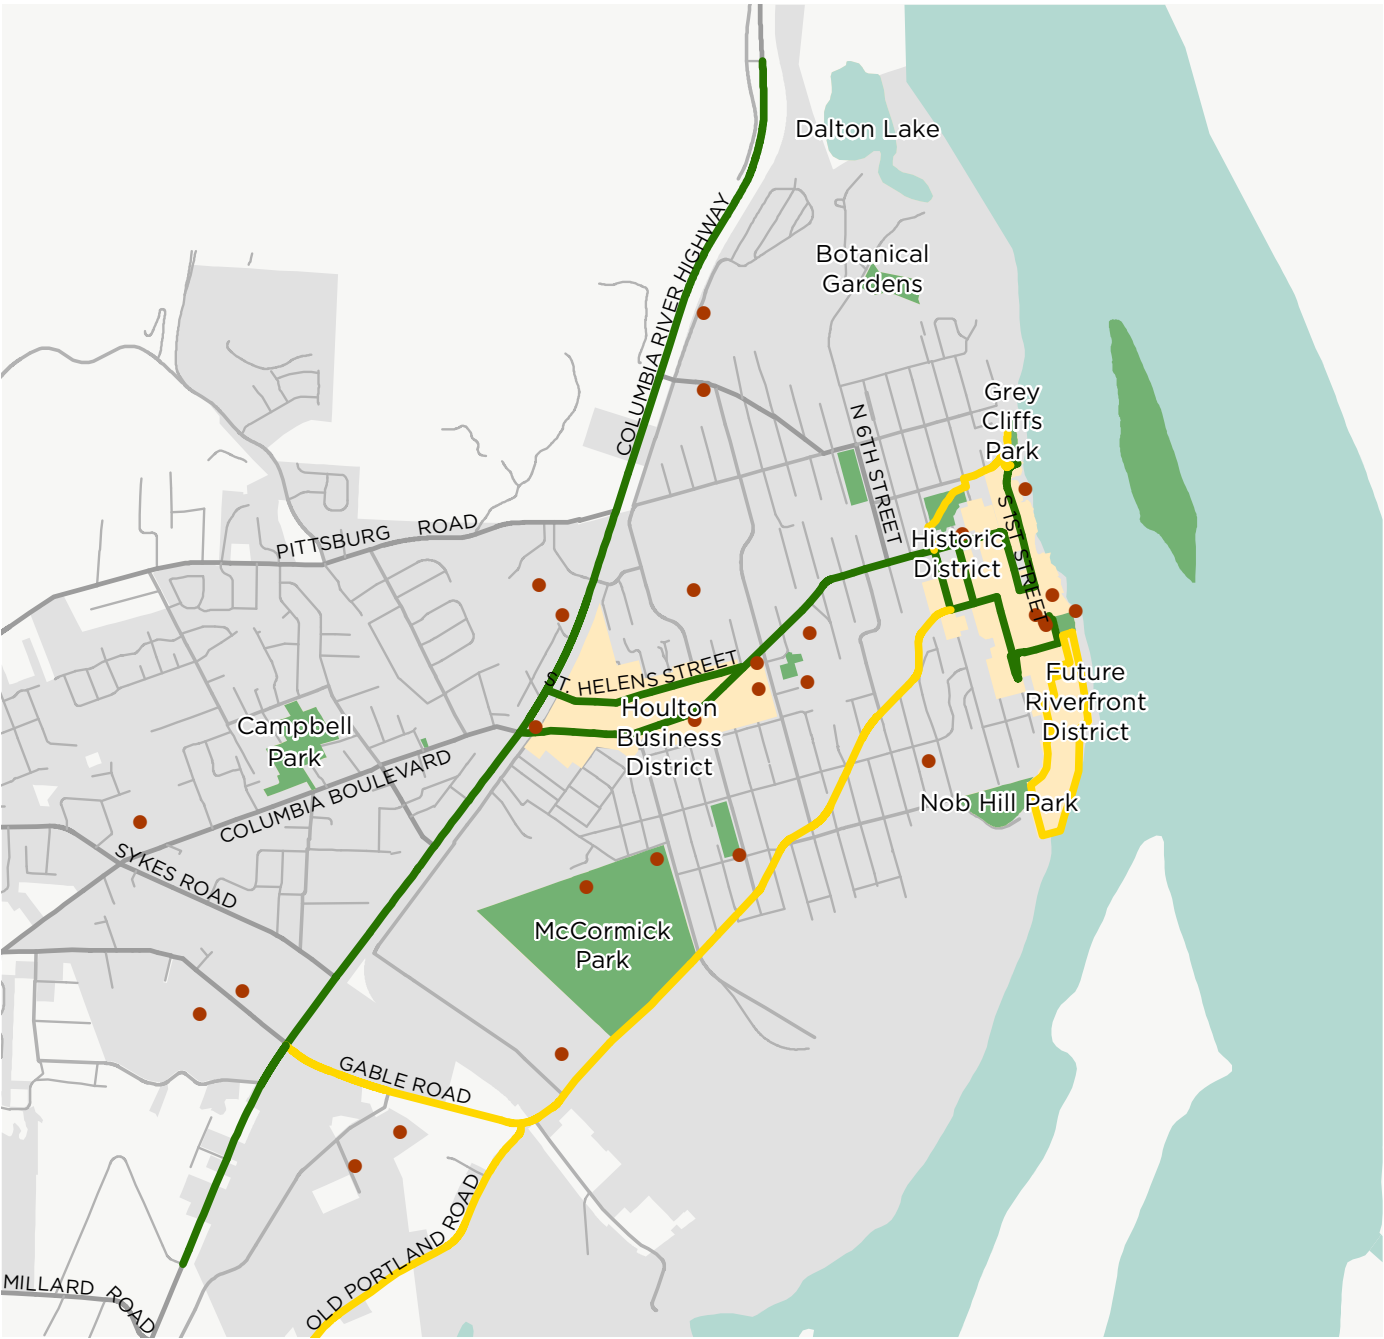 Dalton Lake
COLUMBIA RIVER HIGHWAY
Botanical
Gardens
Grey
Cliffs
Park
N 6TH STREET
S 1ST STREET
PITTSBURG ROAD
Historic
District
ST. HELENS STREET
Houlton
Business
District
Future
Riverfront
District
Campbell
Park
COLUMBIA BOULEVARD
Nob Hill Park
SYKES ROAD
McCormick
Park
GABLE ROAD
OLD PORTLAND ROAD
MILLARD ROAD